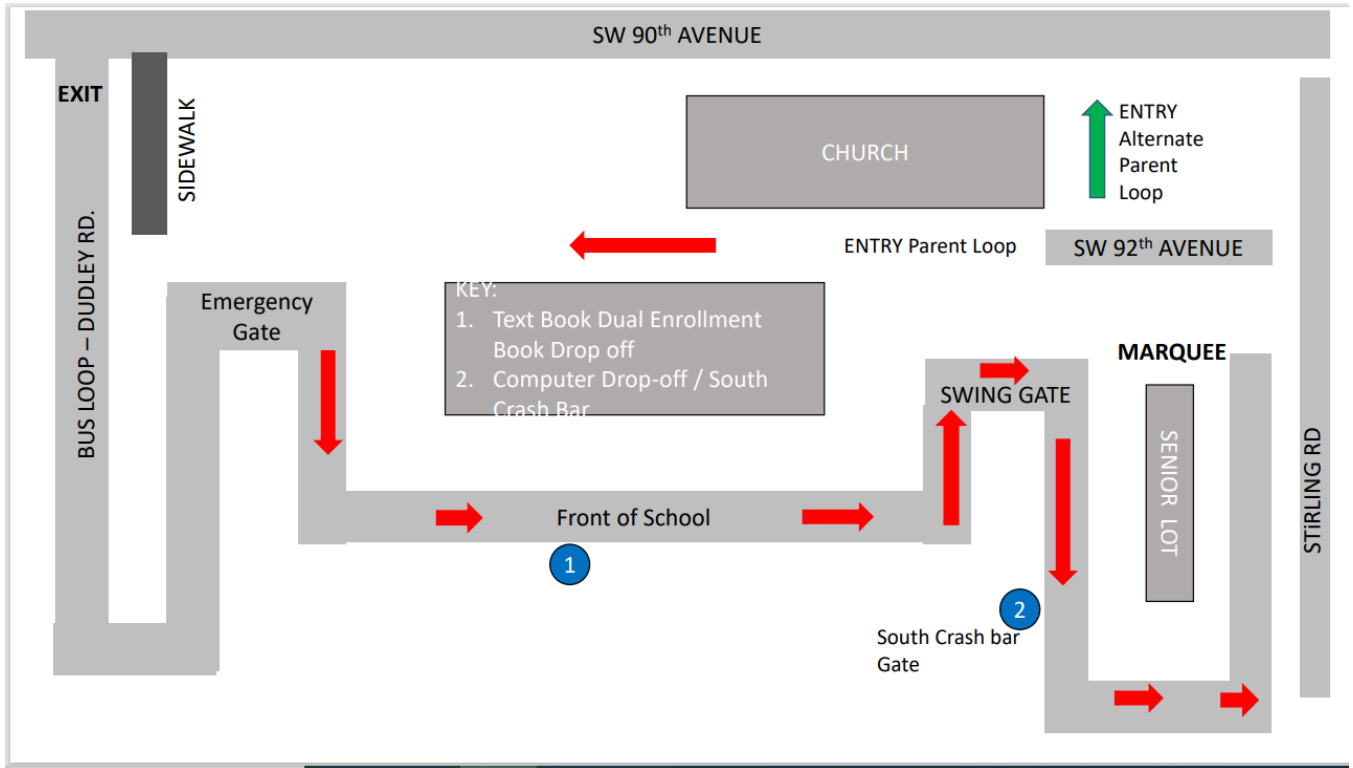 SW 90th AVENUE
EXIT
SIDEWALK
BUS LOOP – DUDLEY RD.
CHURCH
ENTRY
Alternate
Parent
Loop
ENTRY Parent Loop
SW 92th AVENUE
Emergency
Gate
KEY:
1. Text Book Dual Enrollment
Book Drop off
2. Computer Drop-off / South
Crash Bar
MARQUEE
SWING GATE
SENIOR LOT
STiRLING RD
Front of School
1
2
South Crash bar
Gate